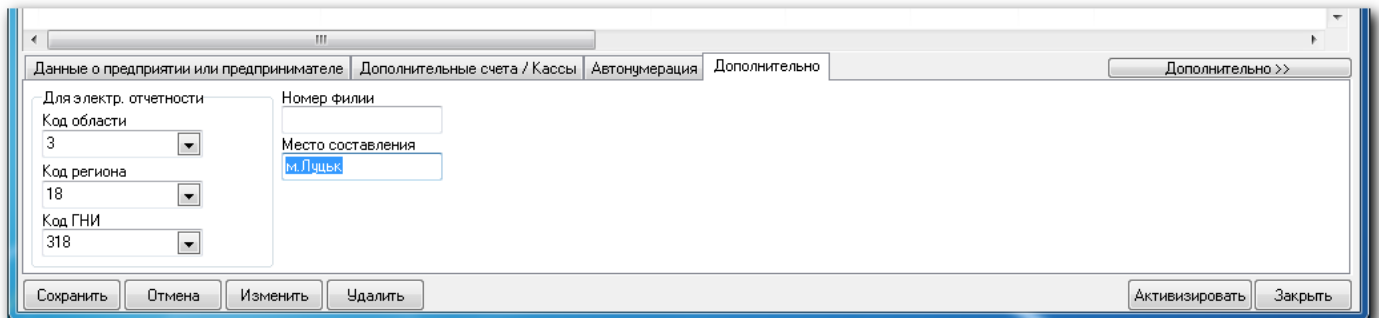 Данные о предприятии или предпринимателе Дополнительные счета / Кассы Автонумерация Дополнительно Дополнительно >>
Для электр. отчетности
Код области
3
Код региона
18
Код ГНИ
318
Номер филии
Место составления
м.Луцьк
Сохранить Отмена Изменить Удалить Активизировать Закрыть